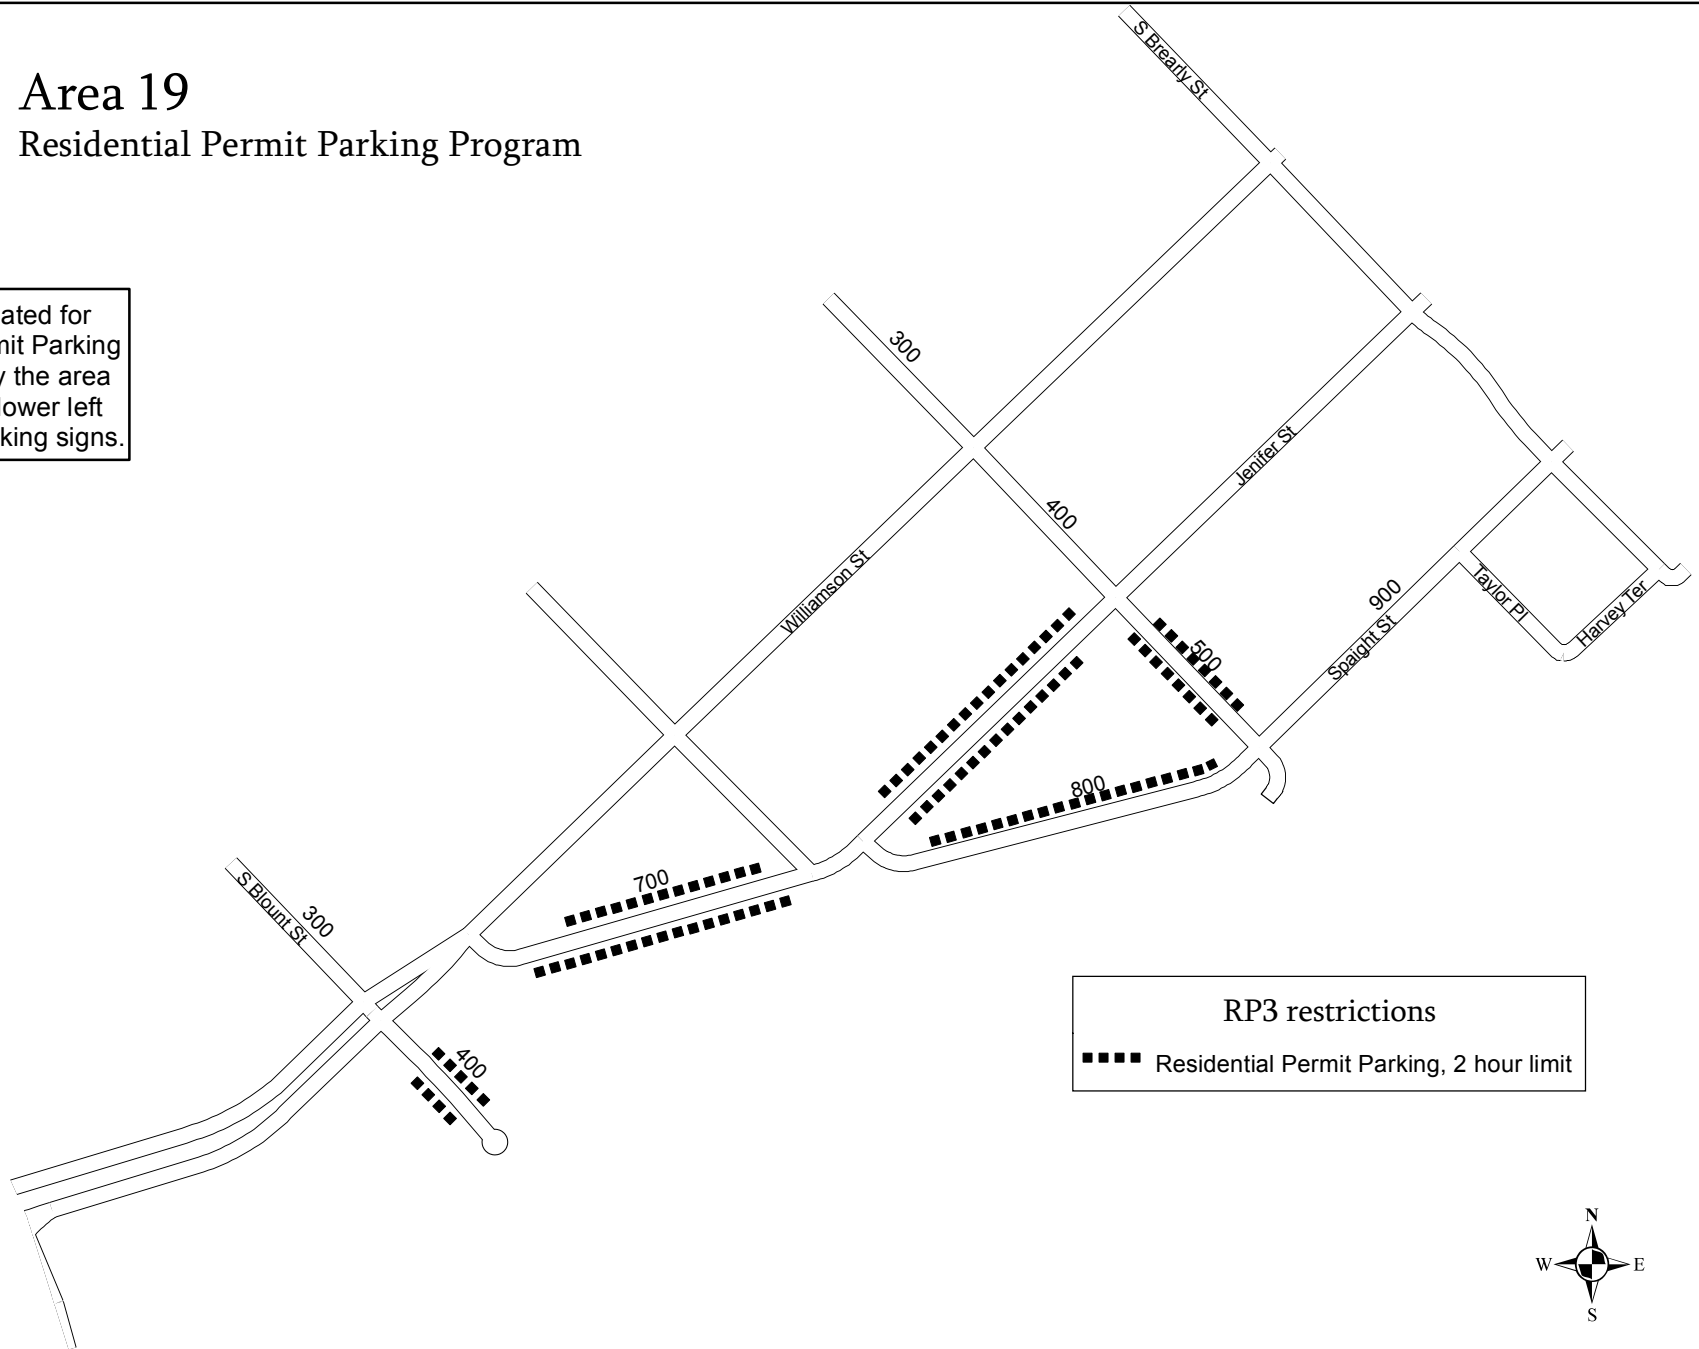 Area 19
Residential Permit Parking Program
ated for
mit Parking
y the area
lower left
king signs.
S Brearly St
300
400
Jenifer St
Williamson St
900
Taylor Pl
Harvey Ter
Spaight St
500
800
700
S Blount St
300
400
RP3 restrictions
Residential Permit Parking, 2 hour limit
N
W E
S